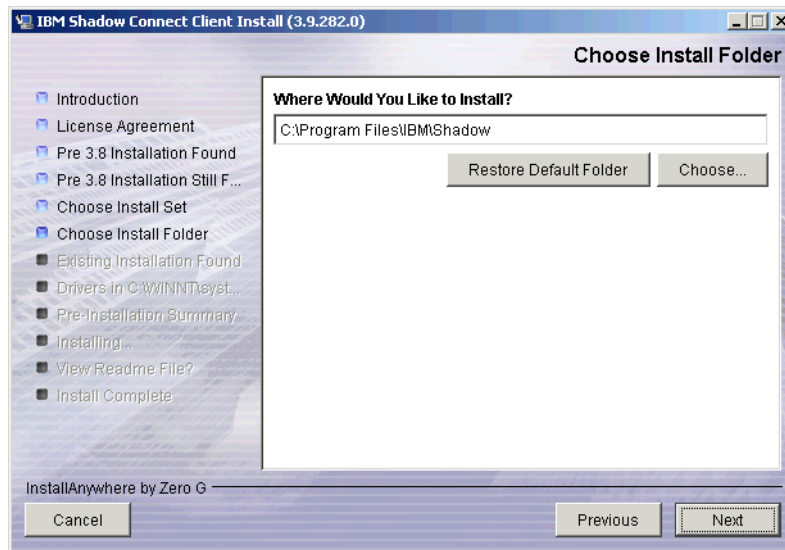 IBM Shadow Connect Client Install (3.9.282.0)
Choose Install Folder
Introduction
License Agreement
Pre 3.8 Installation Found
Pre 3.8 Installation Still F...
Choose Install Set
Choose Install Folder
Existing Installation Found
Drivers in C:\WINNT\syst...
Pre-Installation Summary
Installing...
View Readme File?
Install Complete
Where Would You Like to Install?
C:\Program Files\IBM\Shadow
Restore Default Folder
Choose...
InstallAnywhere by Zero G
Cancel
Previous
Next